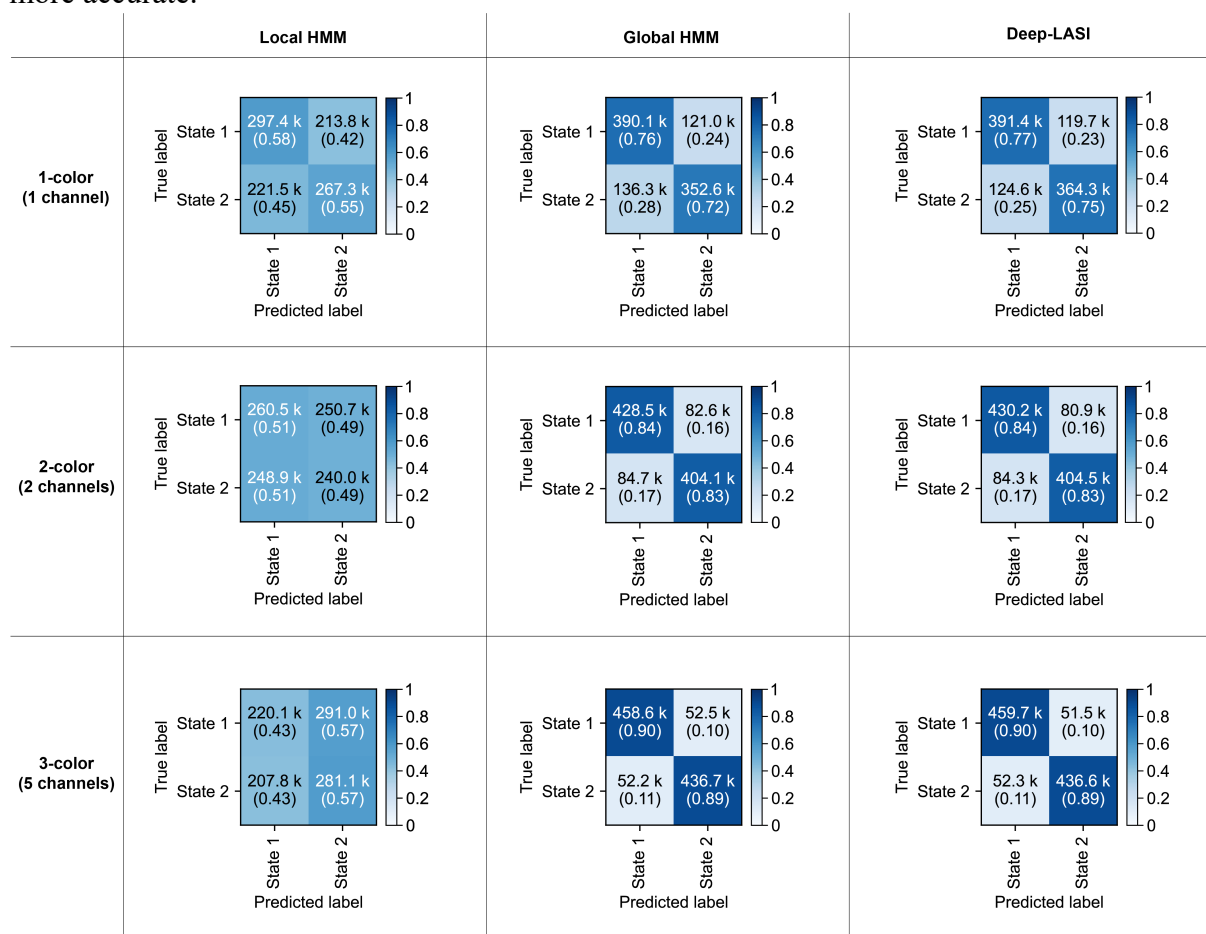 more accurate.
Local HMM
Global HMM
Deep-LASI
1-color
(1 channel)
True label
State 1
State 2
297.4 k
(0.58)
213.8 k
(0.42)
221.5 k
(0.45)
267.3 k
(0.55)
1
0.8
0.6
0.4
0.2
0
State 1
State 2
Predicted label
True label
State 1
State 2
390.1 k
(0.76)
121.0 k
(0.24)
136.3 k
(0.28)
352.6 k
(0.72)
1
0.8
0.6
0.4
0.2
0
State 1
State 2
Predicted label
True label
State 1
State 2
391.4 k
(0.77)
119.7 k
(0.23)
124.6 k
(0.25)
364.3 k
(0.75)
1
0.8
0.6
0.4
0.2
0
State 1
State 2
Predicted label
2-color
(2 channels)
True label
State 1
State 2
260.5 k
(0.51)
250.7 k
(0.49)
248.9 k
(0.51)
240.0 k
(0.49)
1
0.8
0.6
0.4
0.2
0
State 1
State 2
Predicted label
True label
State 1
State 2
428.5 k
(0.84)
82.6 k
(0.16)
84.7 k
(0.17)
404.1 k
(0.83)
1
0.8
0.6
0.4
0.2
0
State 1
State 2
Predicted label
True label
State 1
State 2
430.2 k
(0.84)
80.9 k
(0.16)
84.3 k
(0.17)
404.5 k
(0.83)
1
0.8
0.6
0.4
0.2
0
State 1
State 2
Predicted label
3-color
(5 channels)
True label
State 1
State 2
220.1 k
(0.43)
291.0 k
(0.57)
207.8 k
(0.43)
281.1 k
(0.57)
1
0.8
0.6
0.4
0.2
0
State 1
State 2
Predicted label
True label
State 1
State 2
458.6 k
(0.90)
52.5 k
(0.10)
52.2 k
(0.11)
436.7 k
(0.89)
1
0.8
0.6
0.4
0.2
0
State 1
State 2
Predicted label
True label
State 1
State 2
459.7 k
(0.90)
51.5 k
(0.10)
52.3 k
(0.11)
436.6 k
(0.89)
1
0.8
0.6
0.4
0.2
0
State 1
State 2
Predicted label